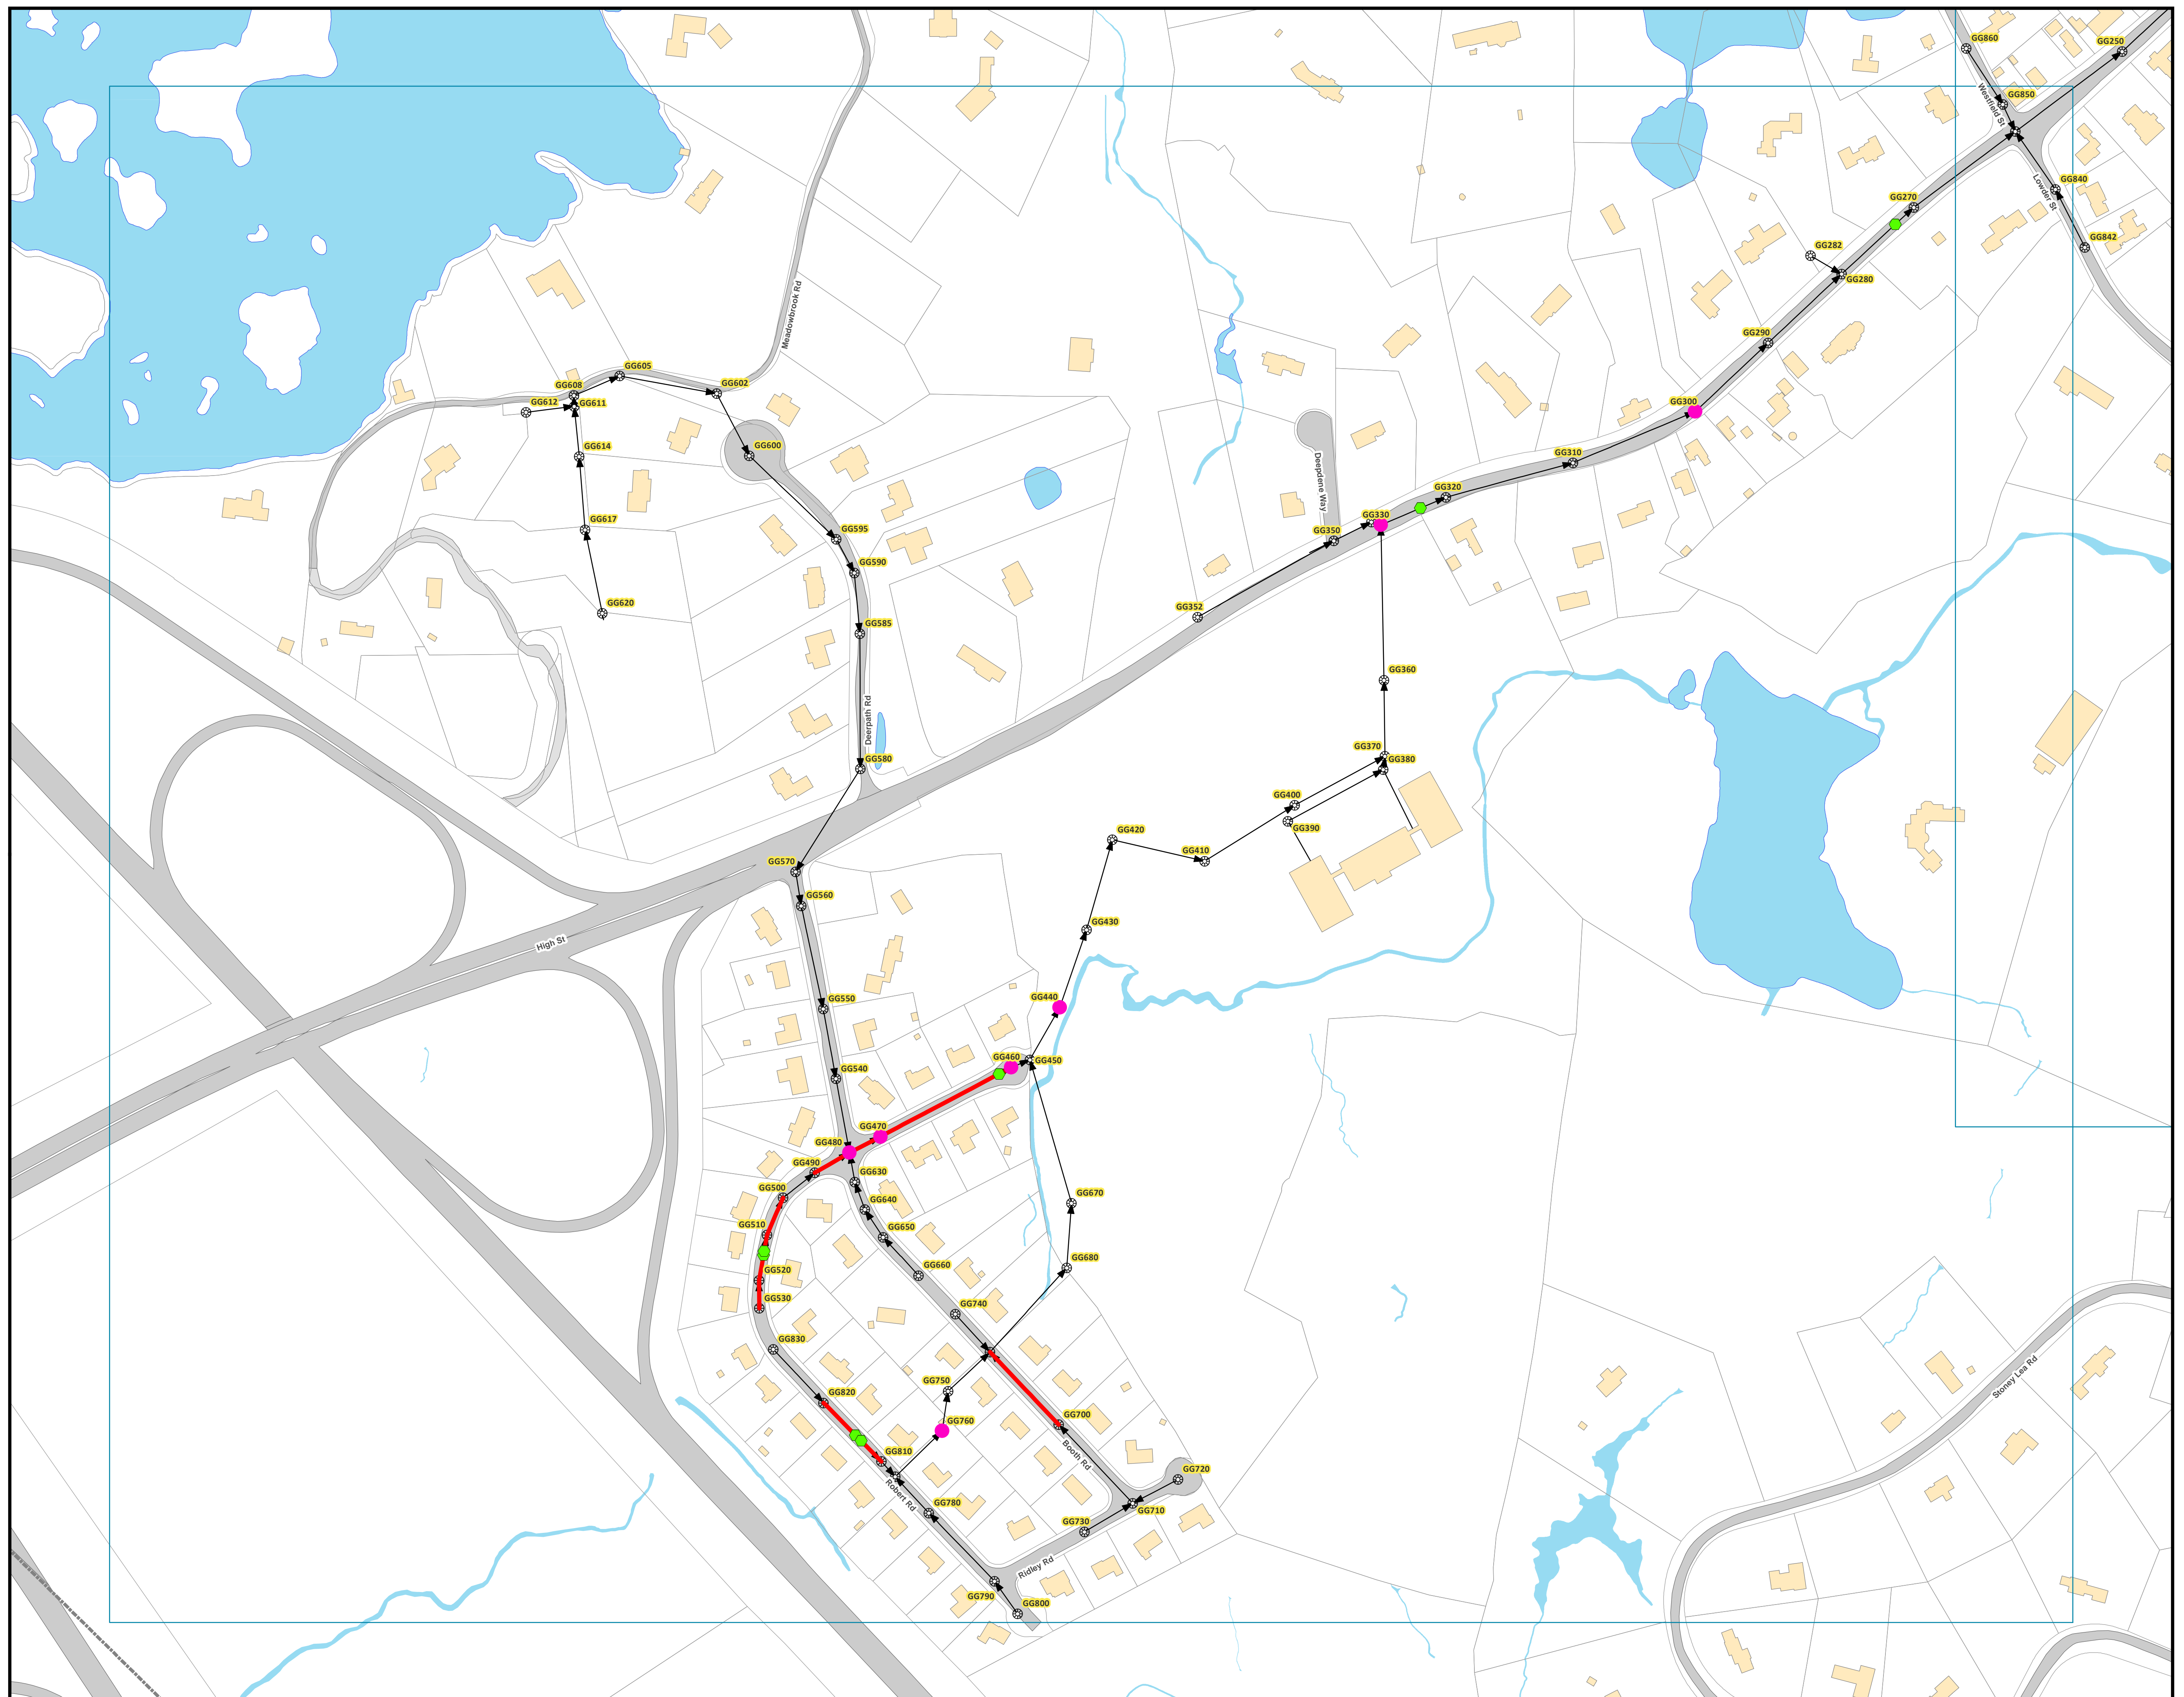 GG860
GG250
GG850
Westfield St
GG840
Lowder St
GG270
GG842
GG282
GG280
Meadowbrook Rd
GG290
GG605
GG602
GG608
GG611
GG612
GG300
GG614
GG600
GG310
Deepdene Way
GG320
GG330
GG350
GG617
GG595
GG590
GG352
GG620
GG585
GG360
Deerpath Rd
GG370
GG380
GG580
GG400
GG390
GG420
GG410
GG570
GG560
GG430
High St
GG550
GG440
GG460
GG450
GG540
GG470
GG480
GG490
GG630
GG500
GG640
GG670
GG510
GG650
GG680
GG660
GG520
GG530
GG740
GG830
Stoney Lea Rd
GG750
GG820
GG760
GG700
GG810
Booth Rd
GG720
Robert Rd
GG780
GG710
GG730
Ridley Rd
GG790
GG800